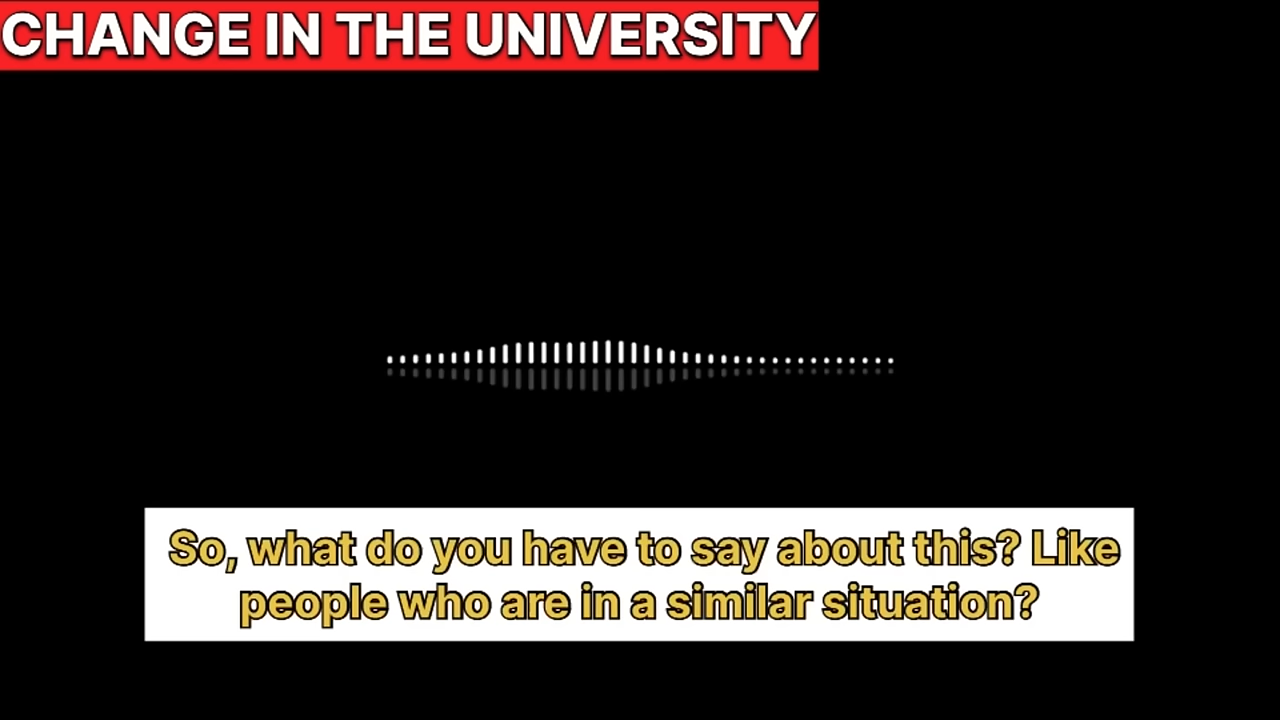 CHANGE IN THE UNIVERSITY
So, what do you have to say about this? Like
people who are in a similar situation?